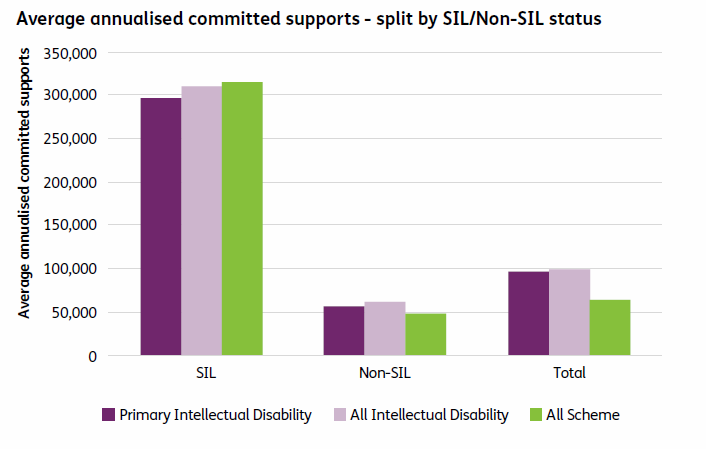 Average annualised committed supports - split by SIL/Non-SIL status
Average annualised committed supports
350,000
300,000
250,000
200,000
150,000
100,000
50,000
0
SIL
Non-SIL
Total
Primary Intellectual Disability
All Intellectual Disability
All Scheme